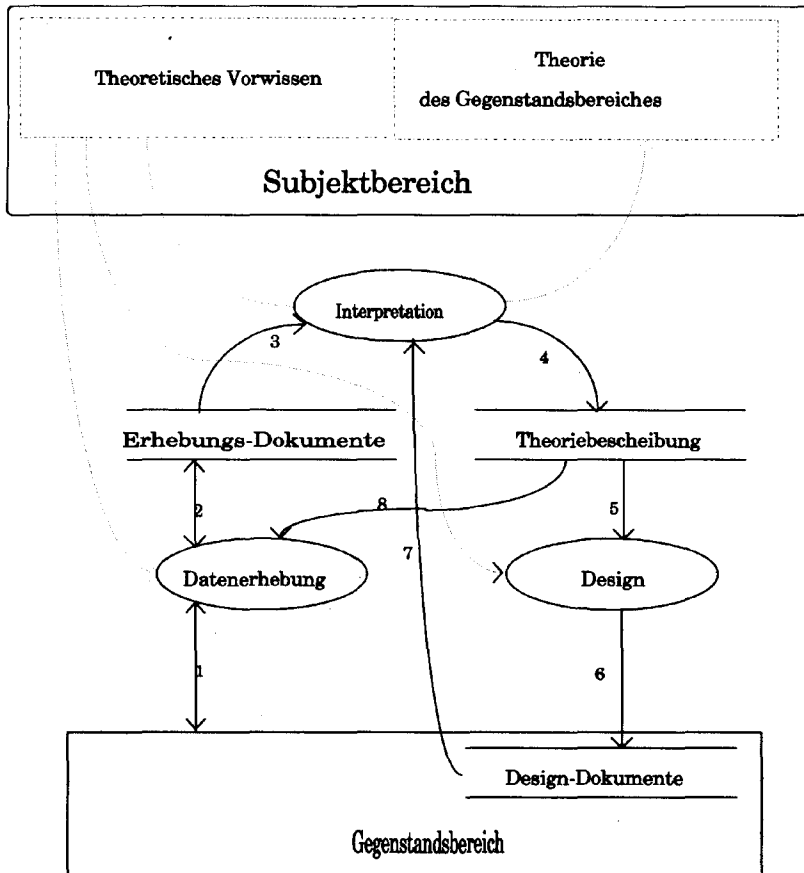 Theoretisches Vorwissen
Theorie
des Gegenstandsbereiches
Subjektbereich
Interpretation
3
4
Erhebungs-Dokumente
Theoriebescheibung
2
8
5
7
Datenerhebung
Design
1
6
Design-Dokumente
Gegenstandsbereich